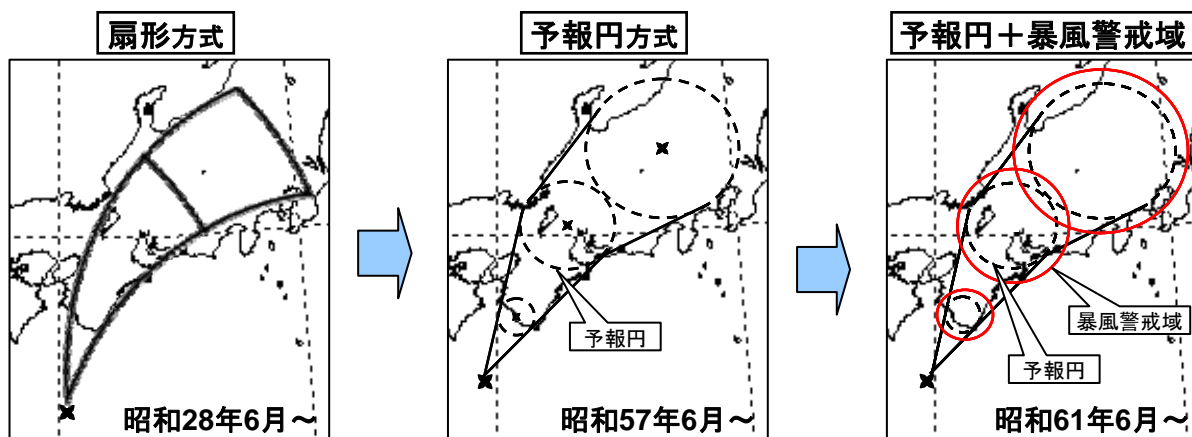 扇形方式
予報円方式
予報円＋暴風警戒域
予報円
暴風警戒域
予報円
昭和28年6月～
昭和57年6月～
昭和61年6月～